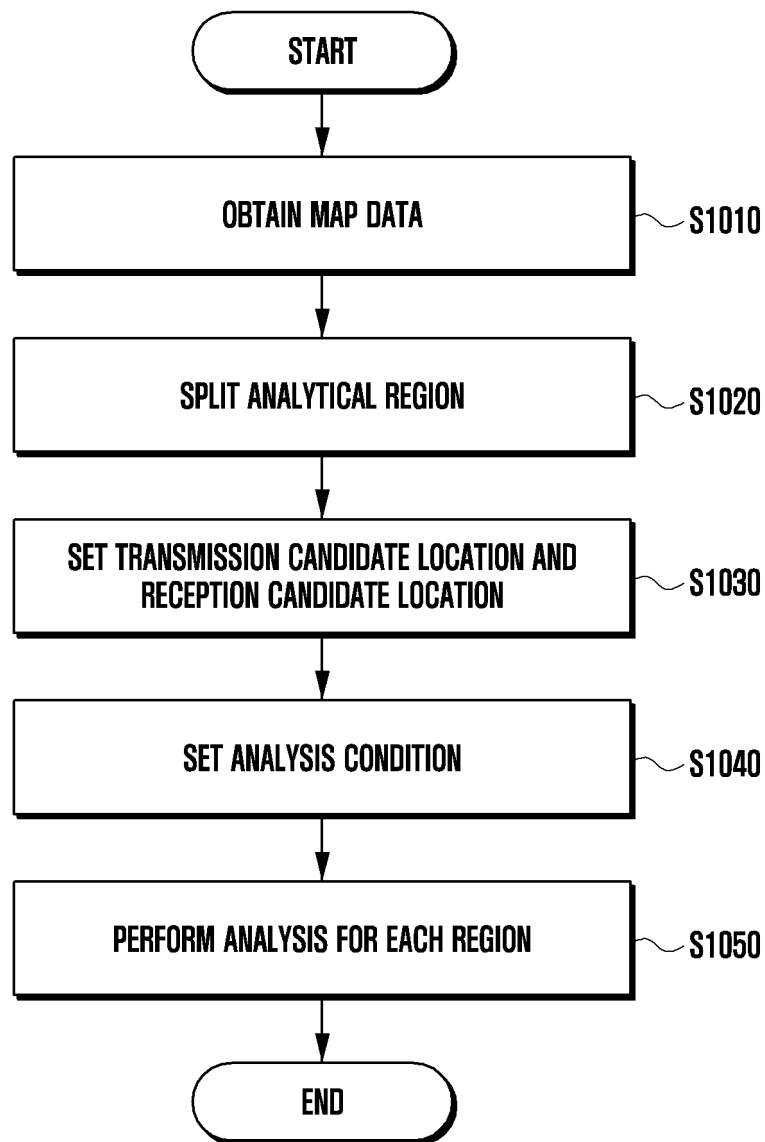 START
OBTAIN MAP DATA
S1010
SPLIT ANALYTICAL REGION
S1020
SET TRANSMISSION CANDIDATE LOCATION AND
RECEPTION CANDIDATE LOCATION
S1030
SET ANALYSIS CONDITION
S1040
PERFORM ANALYSIS FOR EACH REGION
S1050
END